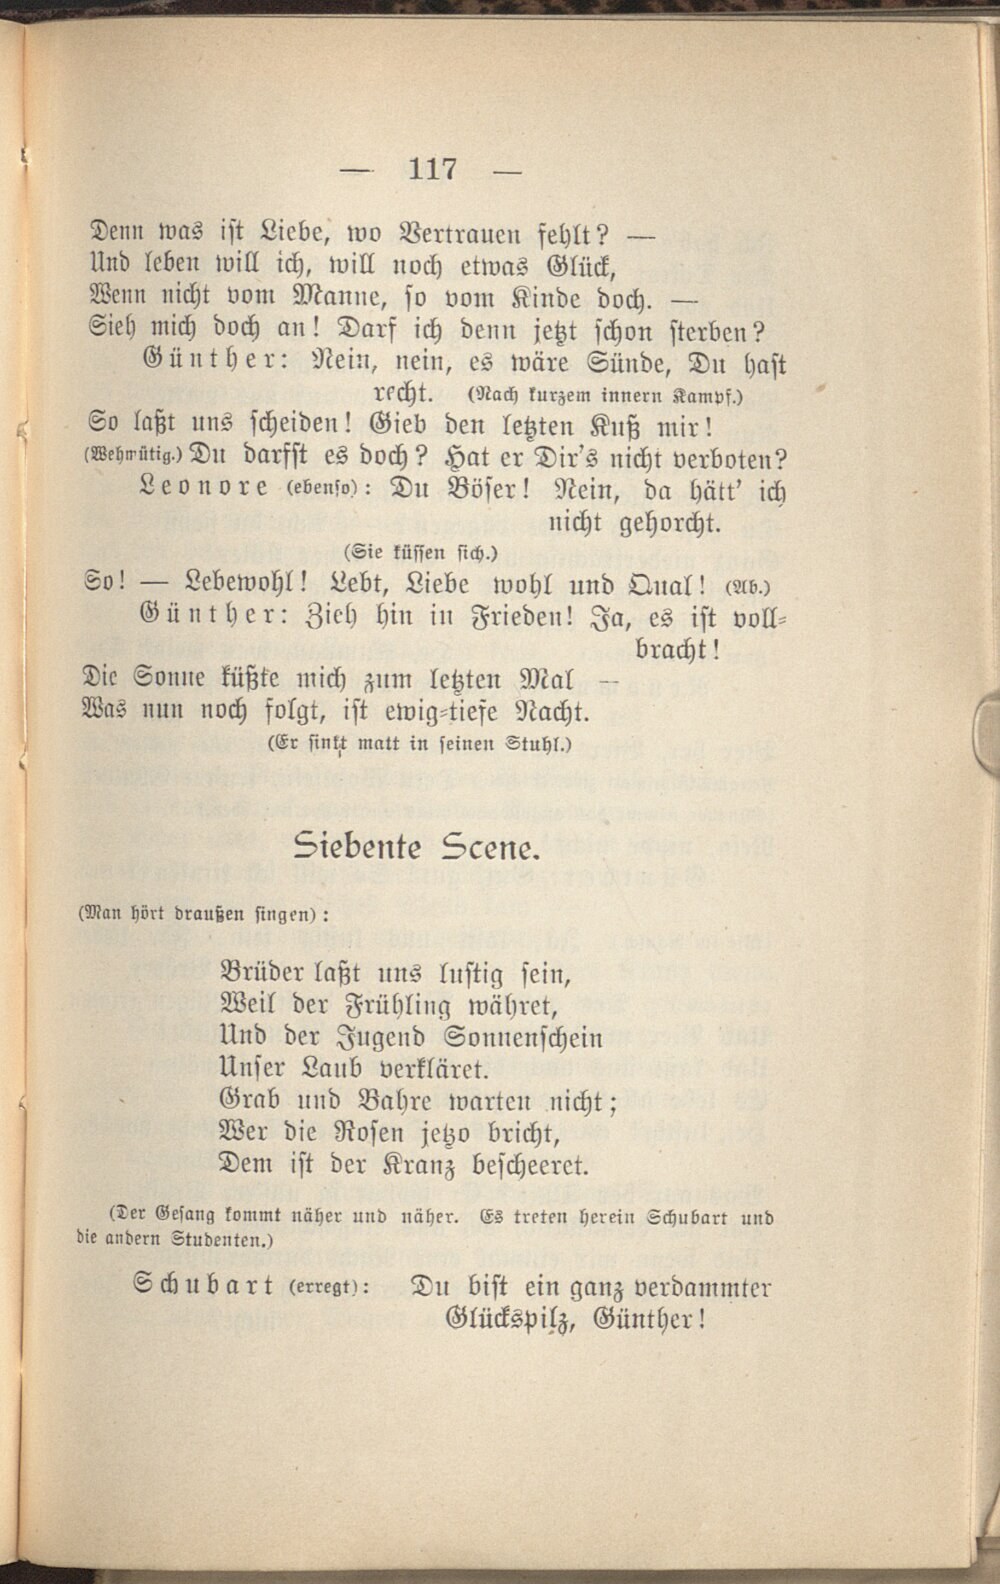 — 117 —
Denn was ist Liebe, wo Vertrauen fehlt? —
Und leben will ich, will noch etwas Glück,
Wenn nicht vom Manne, so vom Kinde doch. —
Sieh mich doch an! Darf ich denn jetzt schon sterben?
Günther: Nein, nein, es wäre Sünde, Du hast
recht. (Nach kurzem innern Kampf.)
So laßt uns scheiden! Gieb den letzten Kuß mir!
(Wehmütig.) Du darfst es doch? Hat er Dir's nicht verboten?
Leonore (ebenso): Du Böser! Nein, da hätt' ich
nicht gehorcht.
(Sie küssen sich.)
So! — Lebewohl! Lebt, Liebe wohl und Qual! (Ab.)
Günther: Zieh hin in Frieden! Ja, es ist voll-
bracht!
Die Sonne küßte mich zum letzten Mal —
Was nun noch folgt, ist ewig-tiefe Nacht.
(Er sinkt matt in seinen Stuhl.)
Siebente Scene.
(Man hört draußen singen):
Brüder laßt uns lustig sein,
Weil der Frühling währet,
Und der Jugend Sonnenschein
Unser Laub verkläret.
Grab und Bahre warten nicht;
Wer die Rosen jetzo bricht,
Dem ist der Kranz bescheeret.
(Der Gesang kommt näher und näher. Es treten herein Schubart und
die andern Studenten.)
Schubart (erregt): Du bist ein ganz verdammter
Glückspilz, Günther!